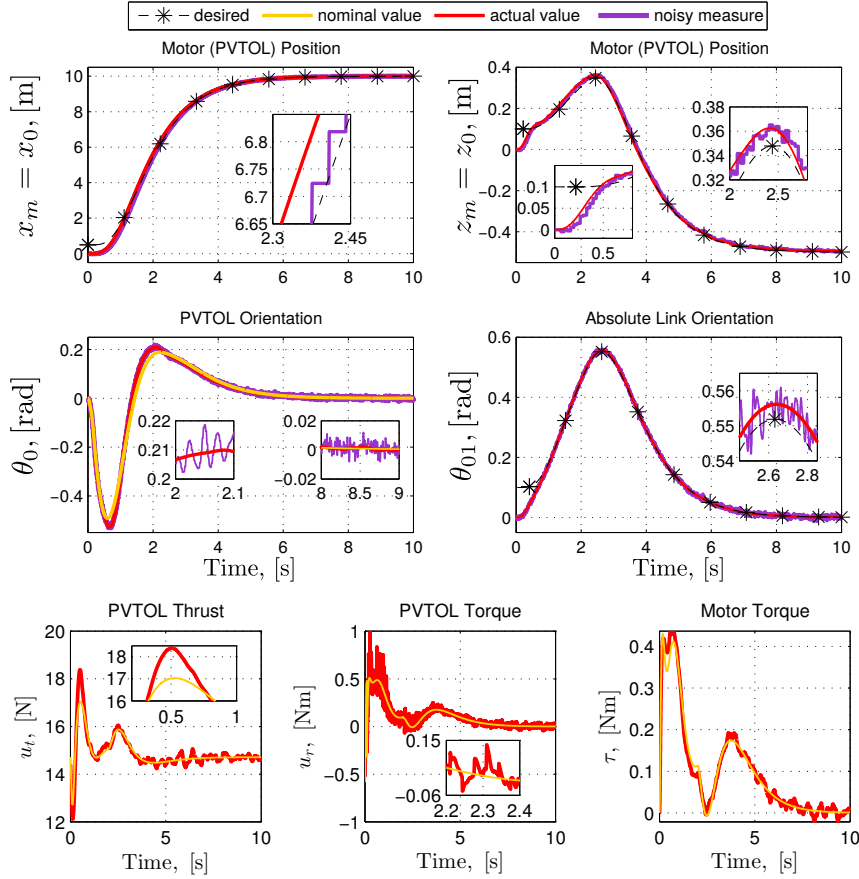 desired nominal value actual value noisy measure
Motor (PVTOL) Position Motor (PVTOL) Position
x_m = x_0, [m]
10
8
6
4
2
0
0 2 4 6 8 10
6.8
6.75
6.7
6.65
2.3 2.45
z_m = z_0, [m]
0.4
0
−0.4
0 2 4 6 8 10
0.1
0.05
0
0.5
0.38
0.36
0.34
0.32
2 2.5
PVTOL Orientation Absolute Link Orientation
θ_0, [rad]
0.2
0
−0.2
−0.4
0 2 4 6 8 10
0.22
0.21
0.2
2 2.1
0.02
0
−0.02
8 8.5 9
Time, [s]
θ_01, [rad]
0.6
0.4
0.2
0
0 2 4 6 8 10
0.56
0.55
0.54
2.6 2.8
Time, [s]
PVTOL Thrust PVTOL Torque Motor Torque
u_t, [N]
20
18
16
14
12
0 5 10
18
17
16
0.5 1
Time, [s]
u_r, [Nm]
1
0.5
0
−0.5
−1
0 5 10
0.15
−0.06
2.2 2.3 2.4
Time, [s]
τ, [Nm]
0.4
0.3
0.2
0.1
0
0 5 10
Time, [s]